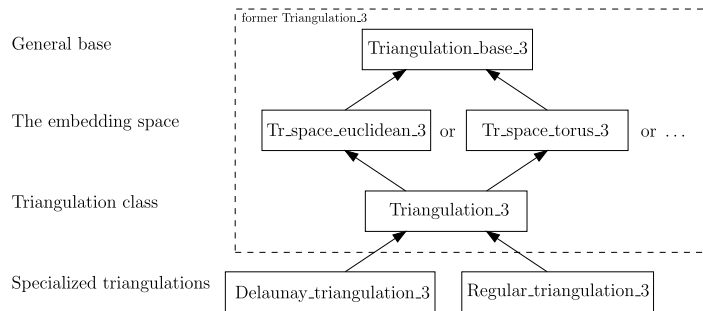 former Triangulation_3
General base
Triangulation_base_3
The embedding space
Tr_space_euclidean_3 or Tr_space_torus_3 or ...
Triangulation class
Triangulation_3
Specialized triangulations
Delaunay_triangulation_3 Regular_triangulation_3